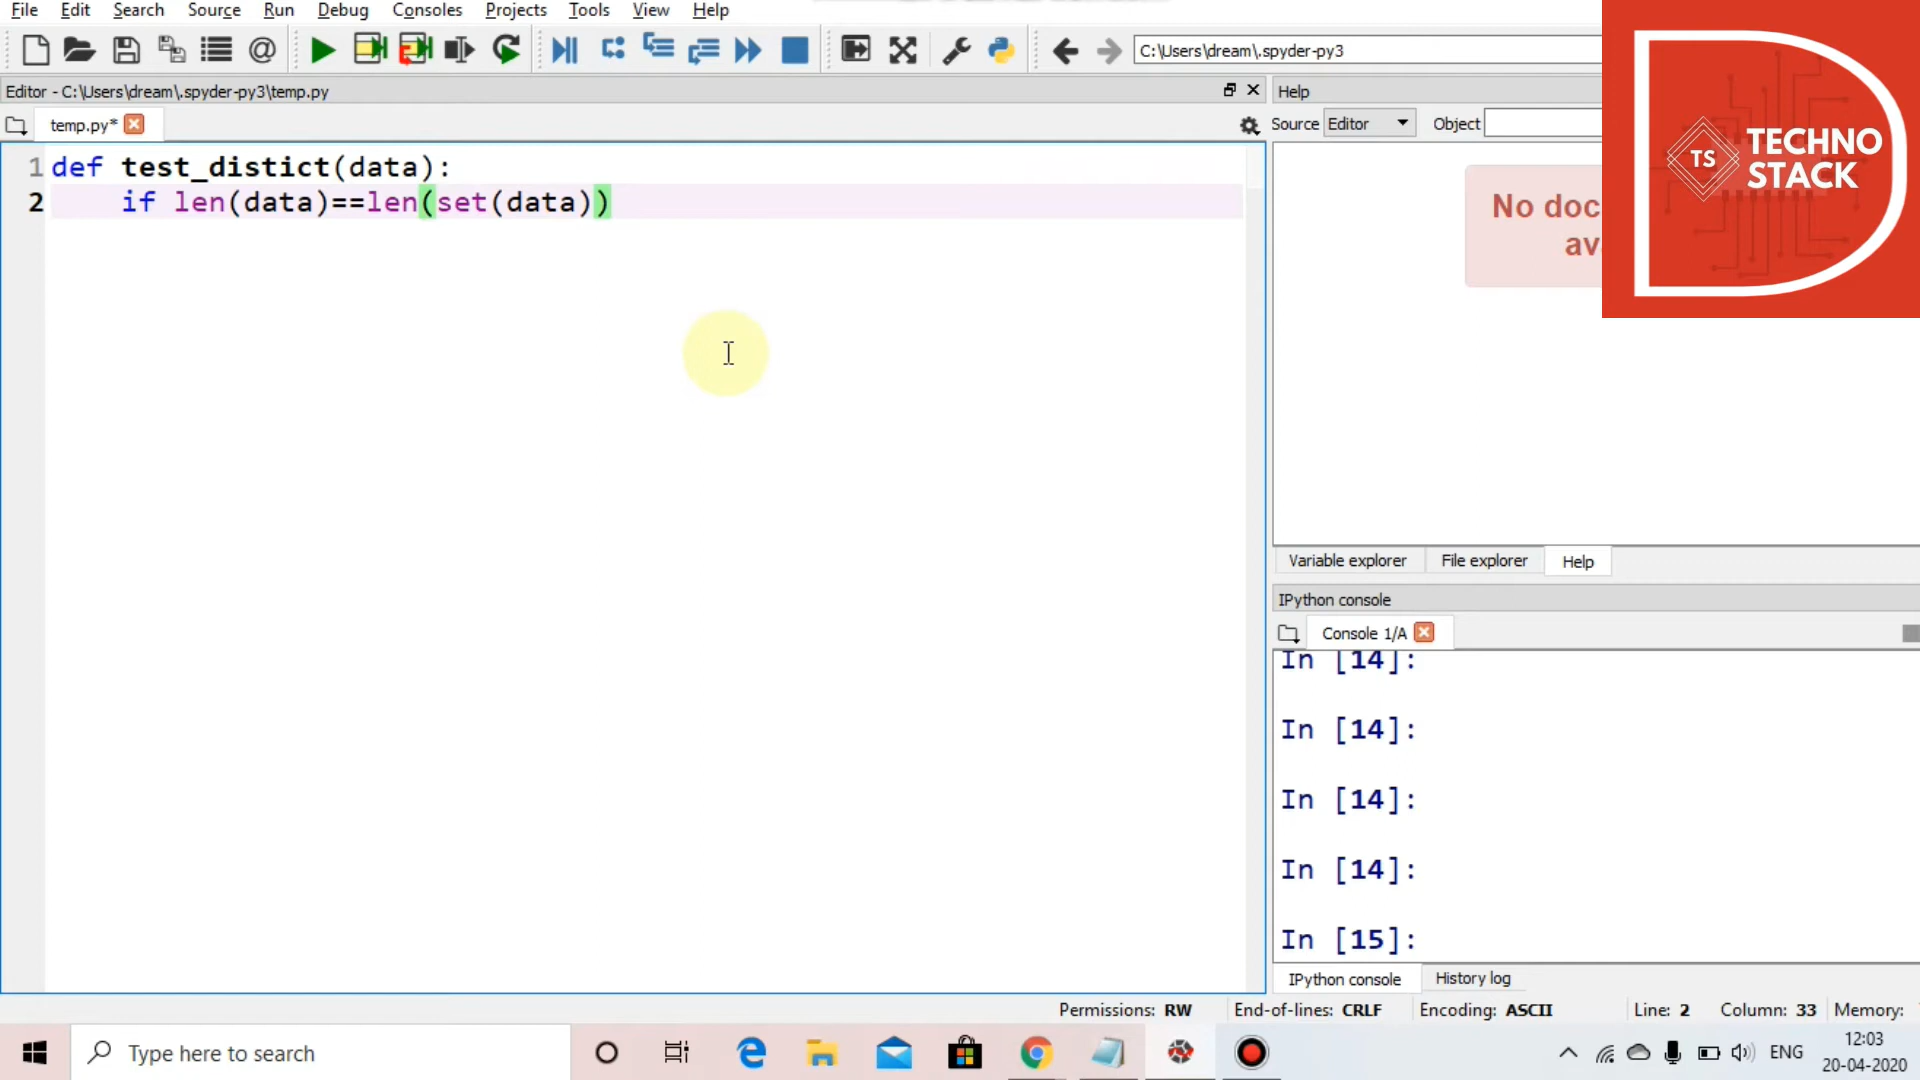 File Edit Search Source Run Debug Consoles Projects Tools View Help
C:\Users\dream\.spyder-py3
Editor - C:\Users\dream\.spyder-py3\temp.py
Help
temp.py*
Source Editor Object
1 def test_distict(data):
2 if len(data)==len(set(data))
No doc
av
TS
TECHNO
STACK
Variable explorer File explorer Help
IPython console
Console 1/A
In [14]:
In [14]:
In [14]:
In [14]:
In [15]:
IPython console History log
Permissions: RW End-of-lines: CRLF Encoding: ASCII Line: 2 Column: 33 Memory:
Type here to search
ENG
12:03
20-04-2020